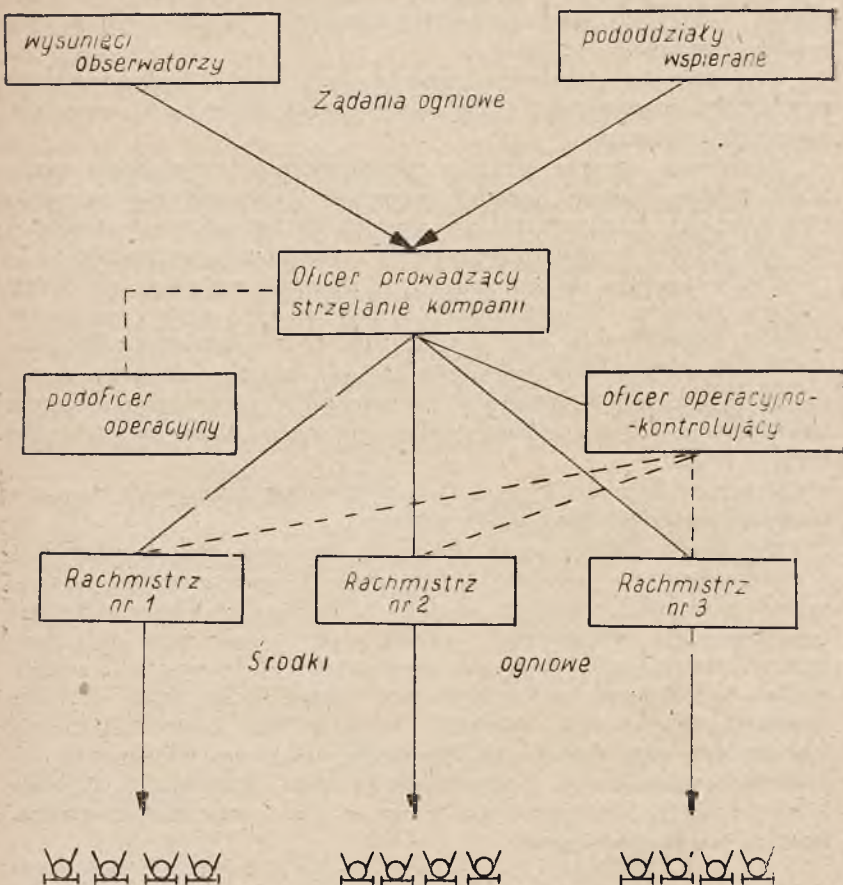 wysunięci
obserwatorzy
pododdziały
wspierane
Żądania ogniowe
Oficer prowadzący
strzelanie kompanii
podoficer
operacyjny
oficer operacyjno-
-kontrolujący
Rachmistrz
nr 1
Rachmistrz
nr 2
Rachmistrz
nr 3
Środki ogniowe